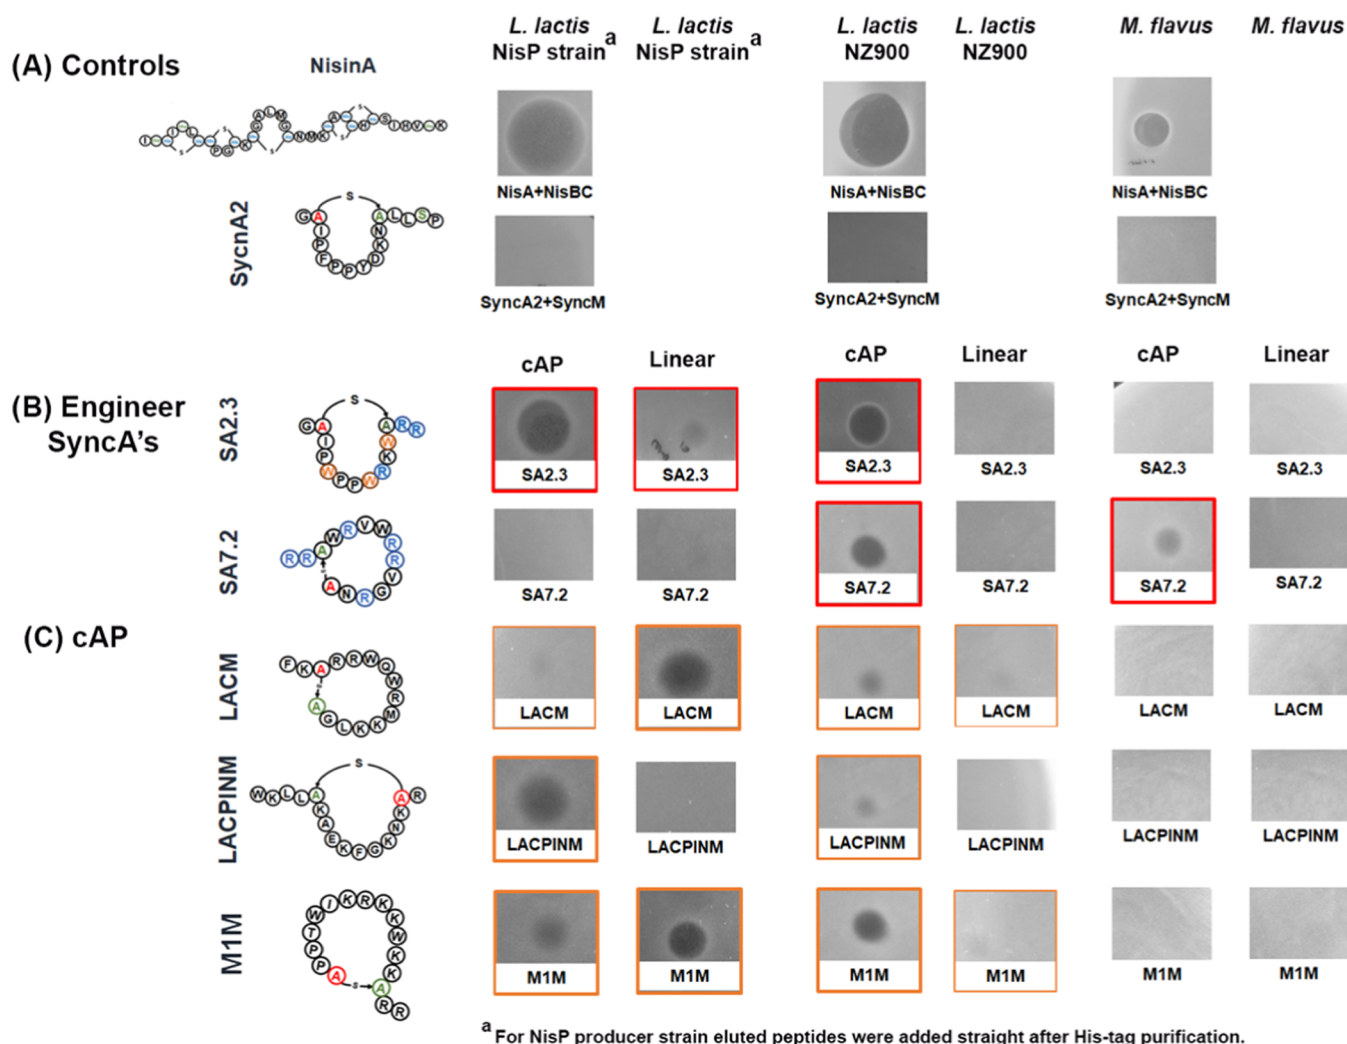 L. lactis NisP strain a
L. lactis NisP strain a
L. lactis NZ900
L. lactis NZ900
M. flavus
M. flavus
(A) Controls
NisinA
NisA+NisBC
NisA+NisBC
NisA+NisBC
SycnA2
G A I P F P P Y D K N A L L S P
S
SyncA2+SyncM
SyncA2+SyncM
SyncA2+SyncM
cAP
Linear
cAP
Linear
cAP
Linear
(B) Engineer
SyncA's
SA2.3
G A I P W P P W R K W A R R
S
SA2.3
SA2.3
SA2.3
SA2.3
SA2.3
SA2.3
SA7.2
R R A W R V W R R V G R N A
S
SA7.2
SA7.2
SA7.2
SA7.2
SA7.2
SA7.2
(C) cAP
LACM
F K A R R W Q W R M K K L G A
S
LACM
LACM
LACM
LACM
LACM
LACM
LACPINM
W K L L A K A E K F G K N K A R
S
LACPINM
LACPINM
LACPINM
LACPINM
LACPINM
LACPINM
M1M
A P P T W I K R K K W K K A R R
S
M1M
M1M
M1M
M1M
M1M
M1M
a For NisP producer strain eluted peptides were added straight after His-tag purification.